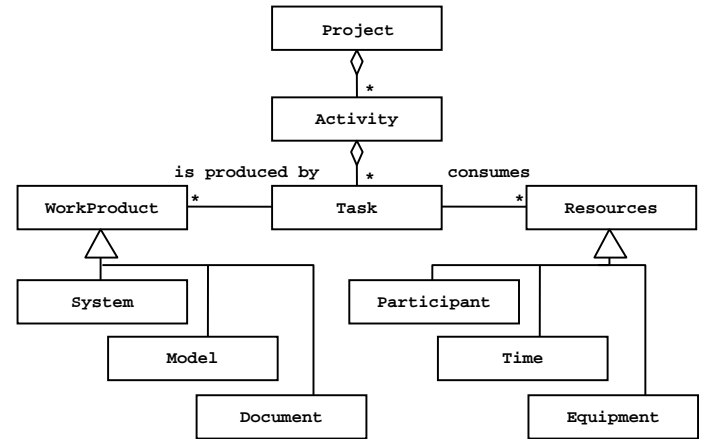 Project
*
Activity
is produced by
*
consumes
WorkProduct
*
Task
*
Resources
System
Participant
Model
Time
Document
Equipment